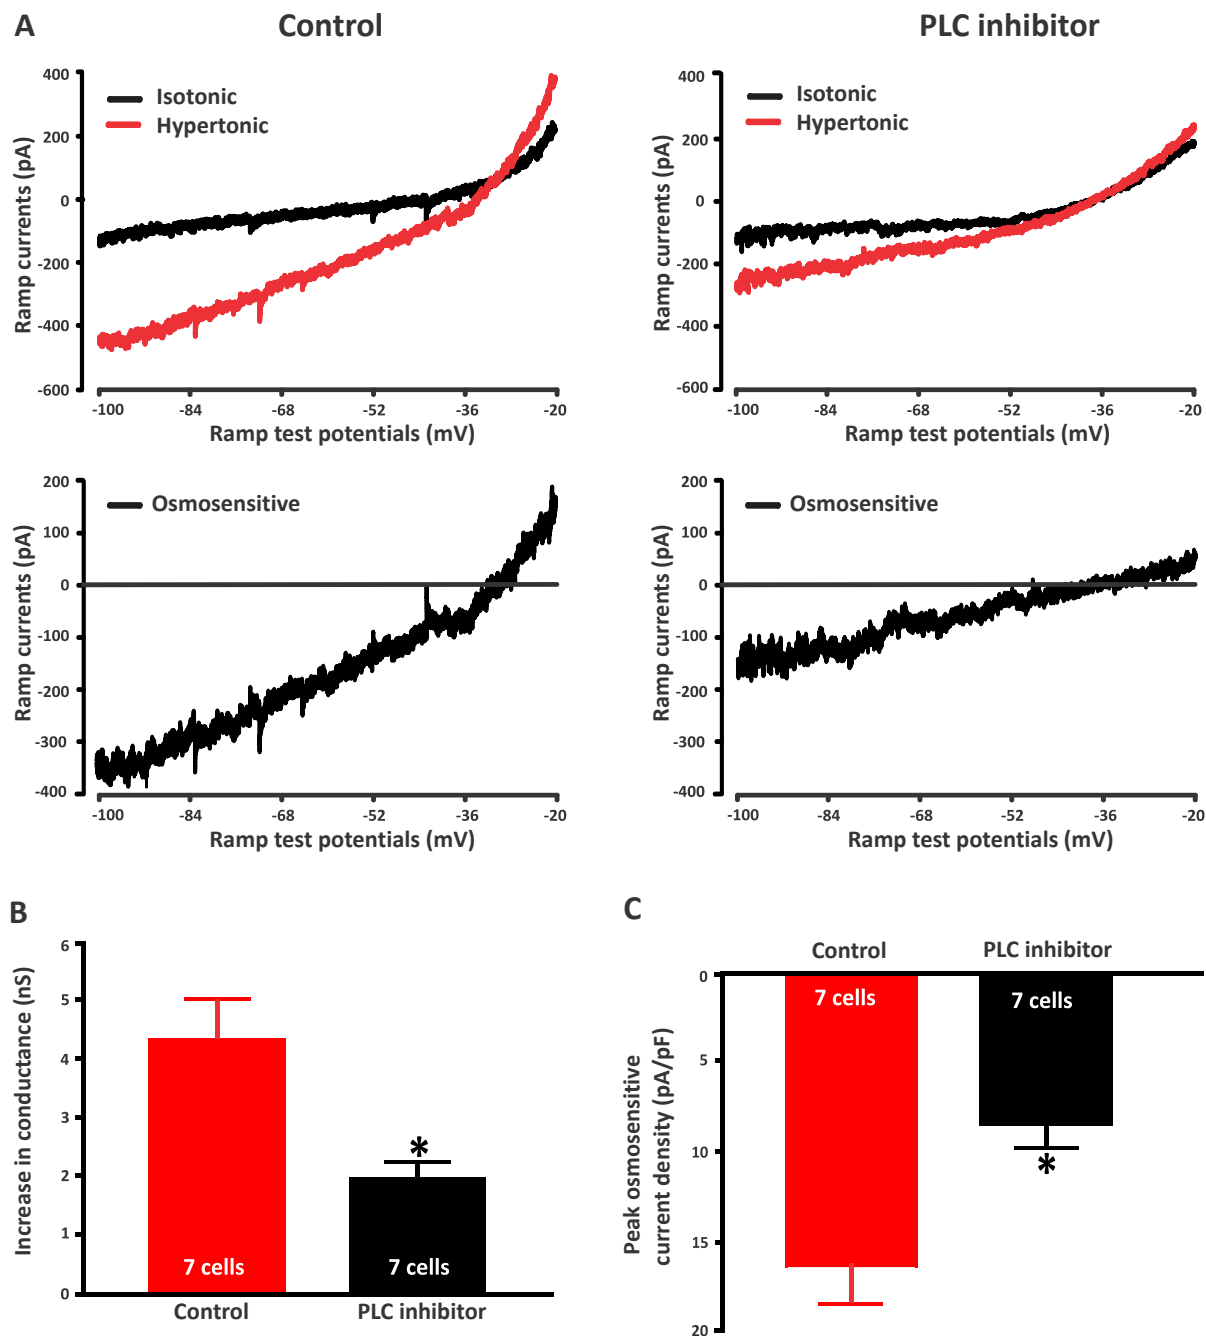 A
Control
PLC inhibitor
Isotonic
Hypertonic
Ramp currents (pA)
400
200
0
-200
-400
-600
-100 -84 -68 -52 -36 -20
Ramp test potentials (mV)
Isotonic
Hypertonic
Ramp currents (pA)
400
200
0
-200
-400
-600
-100 -84 -68 -52 -36 -20
Ramp test potentials (mV)
Osmosensitive
Ramp currents (pA)
200
100
0
-100
-200
-300
-400
-100 -84 -68 -52 -36 -20
Ramp test potentials (mV)
Osmosensitive
Ramp currents (pA)
200
100
0
-100
-200
-300
-400
-100 -84 -68 -52 -36 -20
Ramp test potentials (mV)
B
Increase in conductance (nS)
6
5
4
3
2
1
0
*
7 cells
7 cells
Control PLC inhibitor
C
Control PLC inhibitor
Peak osmosensitive
current density (pA/pF)
0
5
10
15
20
7 cells
7 cells
*